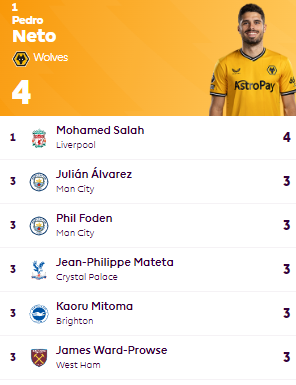 1
Pedro
Neto
Wolves
4
AstroPay
1 Mohamed Salah 4
Liverpool
3 Julián Álvarez 3
Man City
3 Phil Foden 3
Man City
3 Jean-Philippe Mateta 3
Crystal Palace
3 Kaoru Mitoma 3
Brighton
3 James Ward-Prowse 3
West Ham